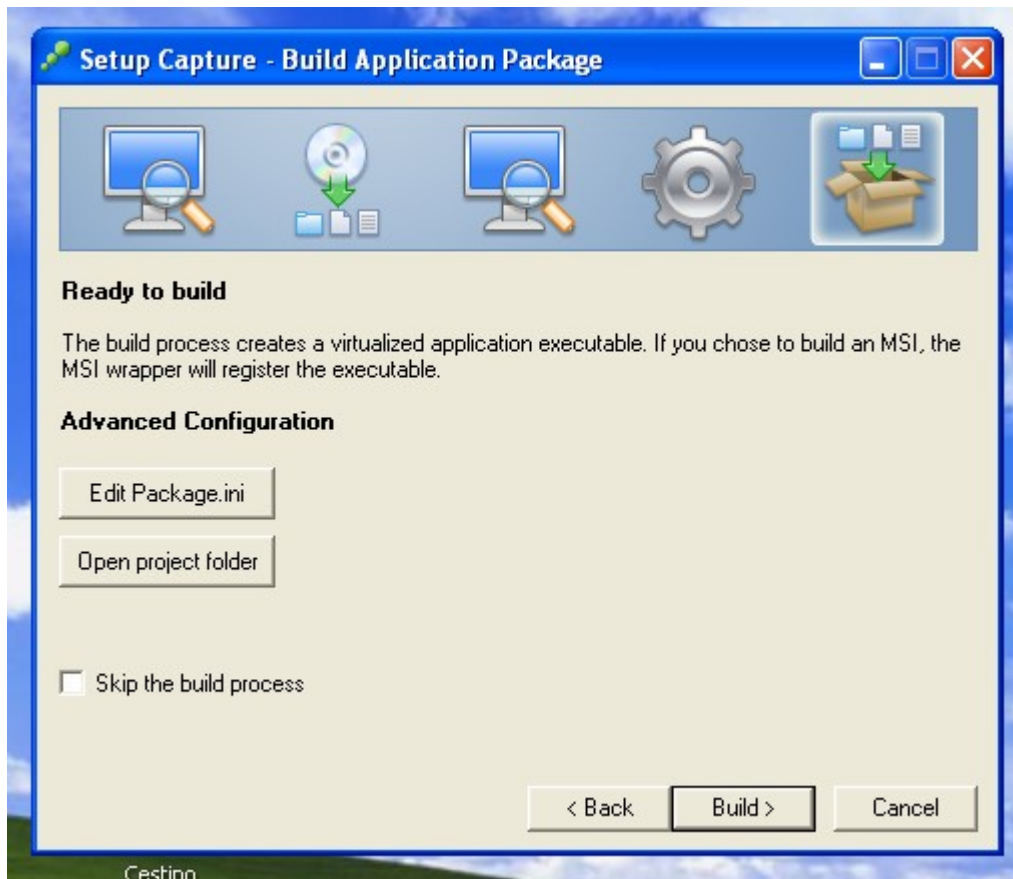 Setup Capture - Build Application Package
Ready to build
The build process creates a virtualized application executable. If you chose to build an MSI, the
MSI wrapper will register the executable.
Advanced Configuration
Edit Package.ini
Open project folder
Skip the build process
< Back
Build >
Cancel
Cestino